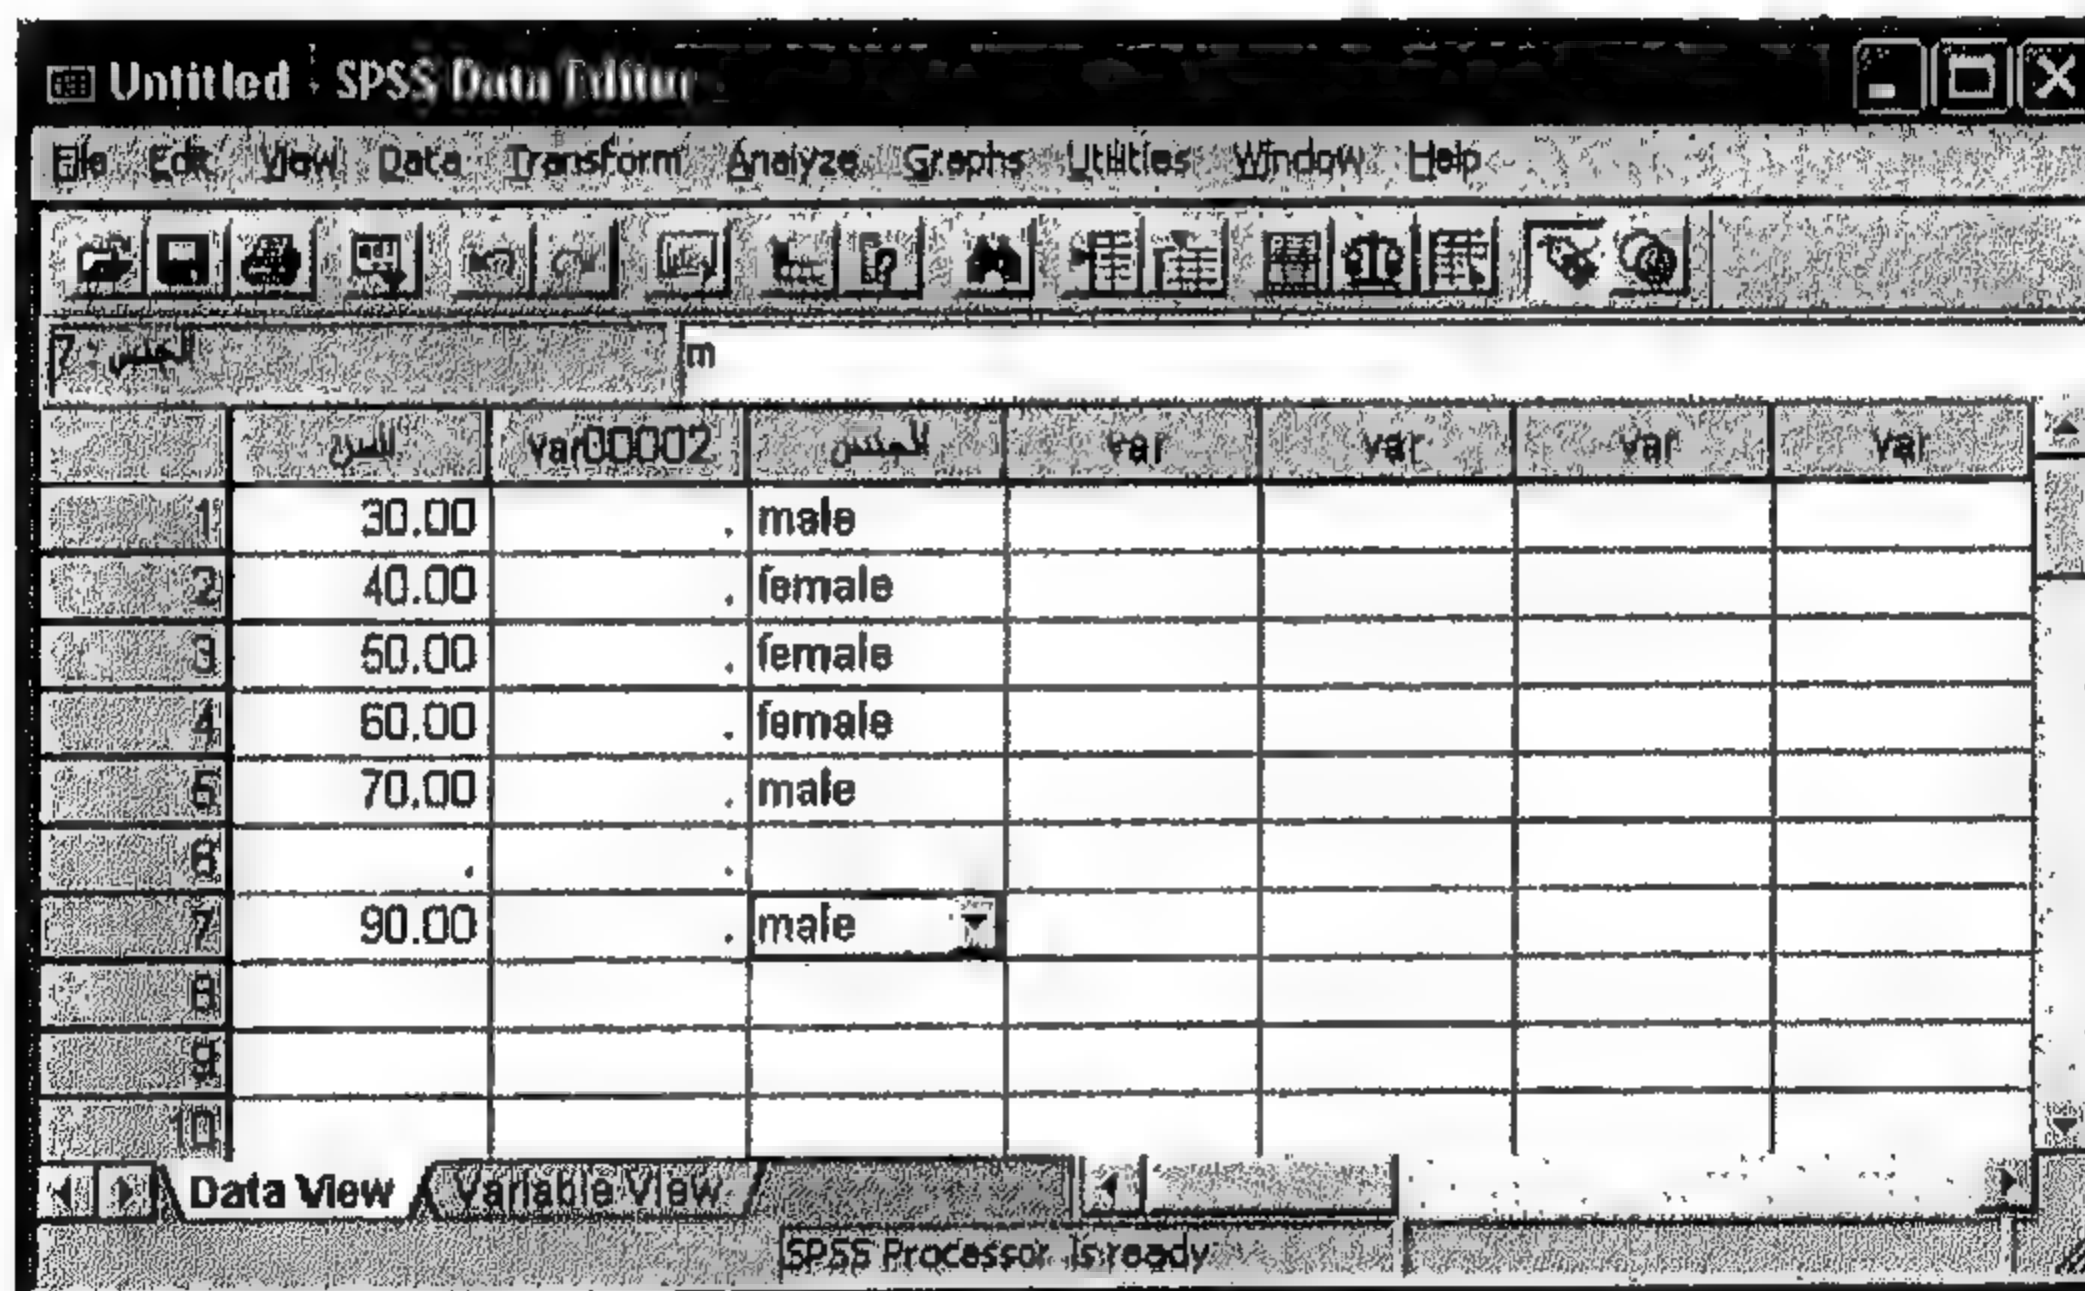 Untitled - SPSS Data Editor
File Edit View Data Transform Analyze Graphs Utilities Window Help
7 : الجنس m
السن var00002 الجنس var var var var
1 30.00 . male
2 40.00 . female
3 50.00 . female
4 60.00 . female
5 70.00 . male
6 . .
7 90.00 . male
8
9
10
Data View Variable View
SPSS Processor is ready